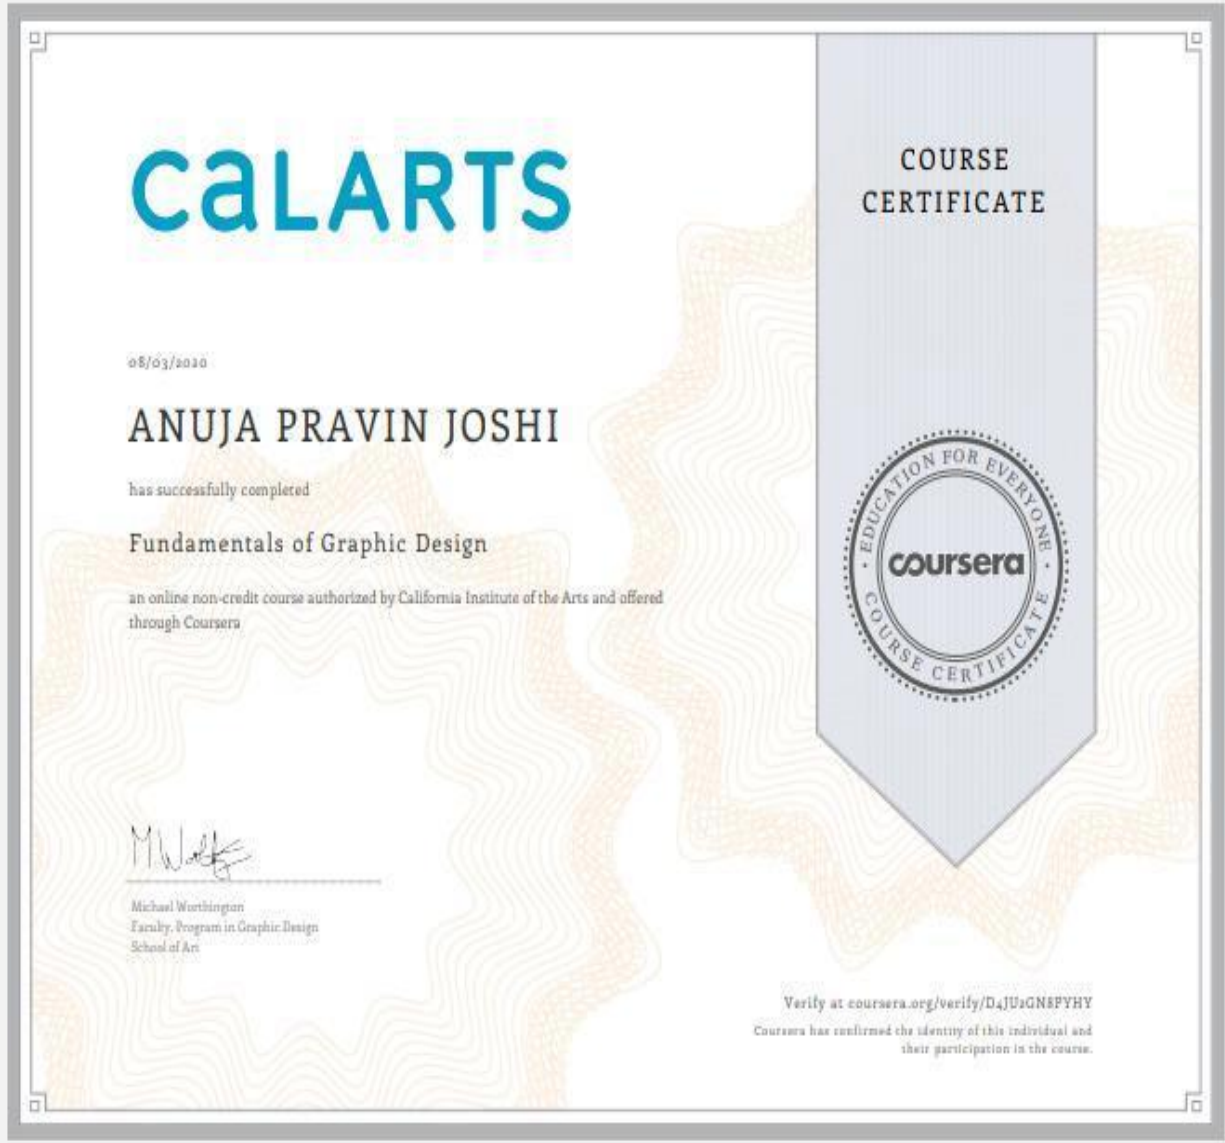 CalARTS
COURSE
CERTIFICATE
08/03/2020
ANUJA PRAVIN JOSHI
has successfully completed
Fundamentals of Graphic Design
an online non-credit course authorized by California Institute of the Arts and offered
through Coursera
EDUCATION FOR EVERYONE
coursera
COURSE CERTIFICATE
Michael Worthington
Faculty, Program in Graphic Design
School of Art
Verify at coursera.org/verify/
Coursera has confirmed the identity of this individual and
their participation in the course.